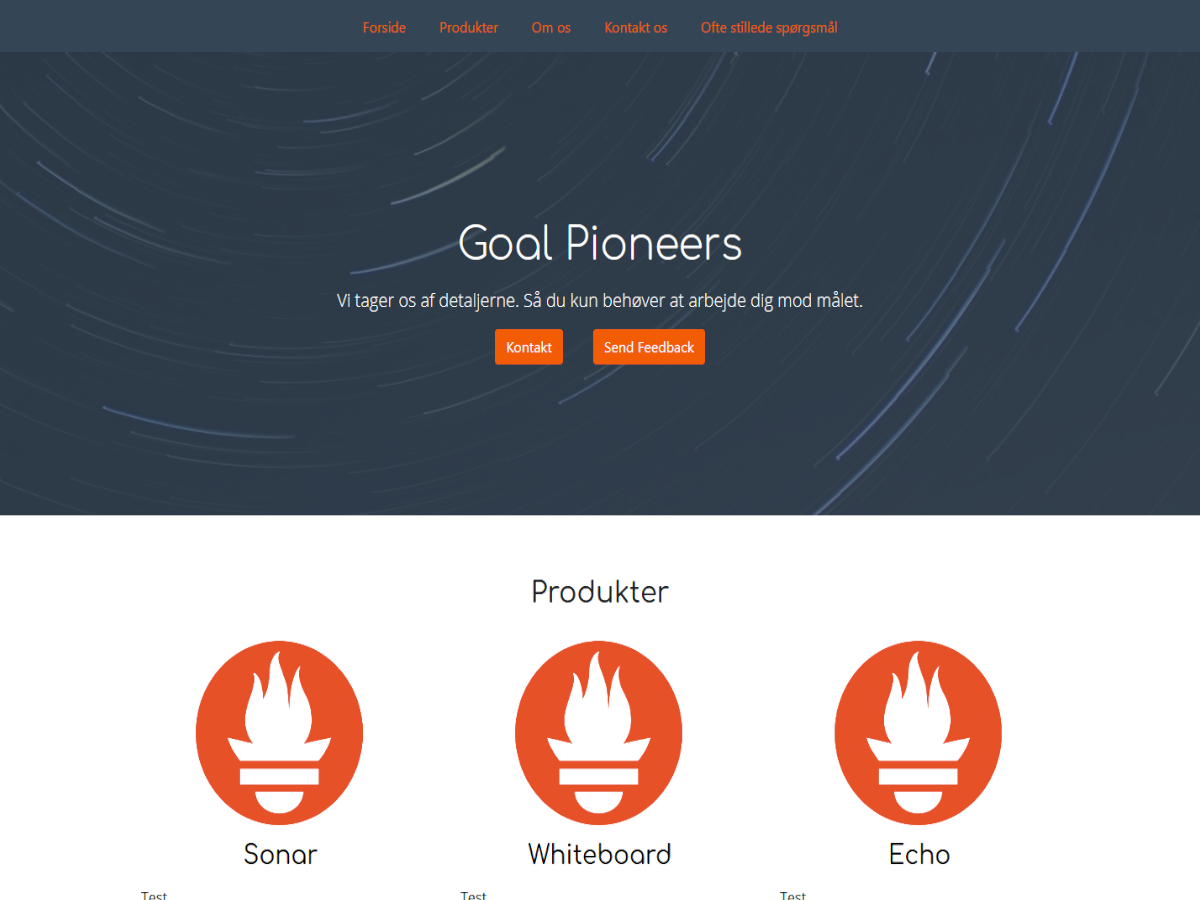 Forside Produkter Om os Kontakt os Ofte stillede spørgsmål
Goal Pioneers
Vi tager os af detaljerne. Så du kun behøver at arbejde dig mod målet.
Kontakt Send Feedback
Produkter
Sonar Whiteboard Echo
Test Test Test